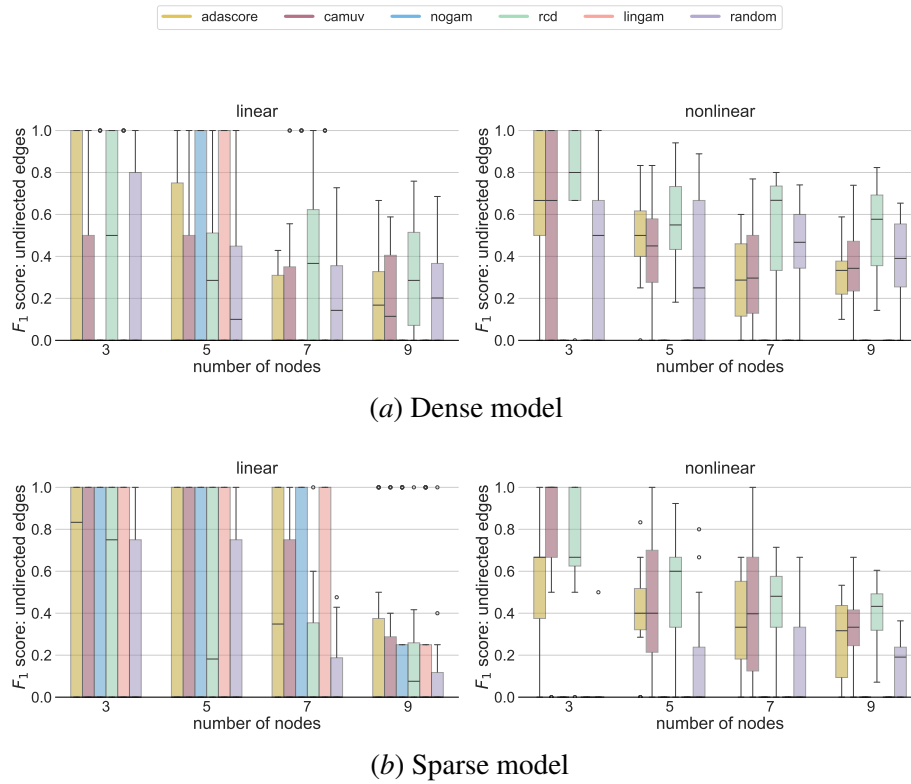 adascore camuv nogam rcd lingam random
linear nonlinear
F1 score: undirected edges
1.0
0.8
0.6
0.4
0.2
0.0
3 5 7 9
number of nodes
F1 score: undirected edges
1.0
0.8
0.6
0.4
0.2
0.0
3 5 7 9
number of nodes
(a) Dense model
linear nonlinear
F1 score: undirected edges
1.0
0.8
0.6
0.4
0.2
0.0
3 5 7 9
number of nodes
F1 score: undirected edges
1.0
0.8
0.6
0.4
0.2
0.0
3 5 7 9
number of nodes
(b) Sparse model